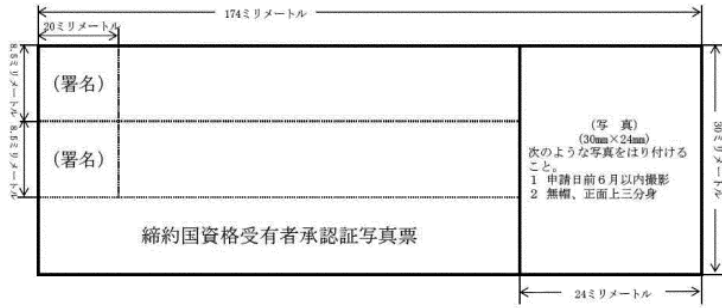 174ミリメートル
20ミリメートル
8.5ミリメートル
(署名)
8.5ミリメートル
(署名)
締約国資格受有者承認証写真票
(写 真)
(30mm×24mm)
次のような写真をはり付ける
こと。
1 申請日前6月以内撮影
2 無帽、正面上三分身
30ミリメートル
24ミリメートル